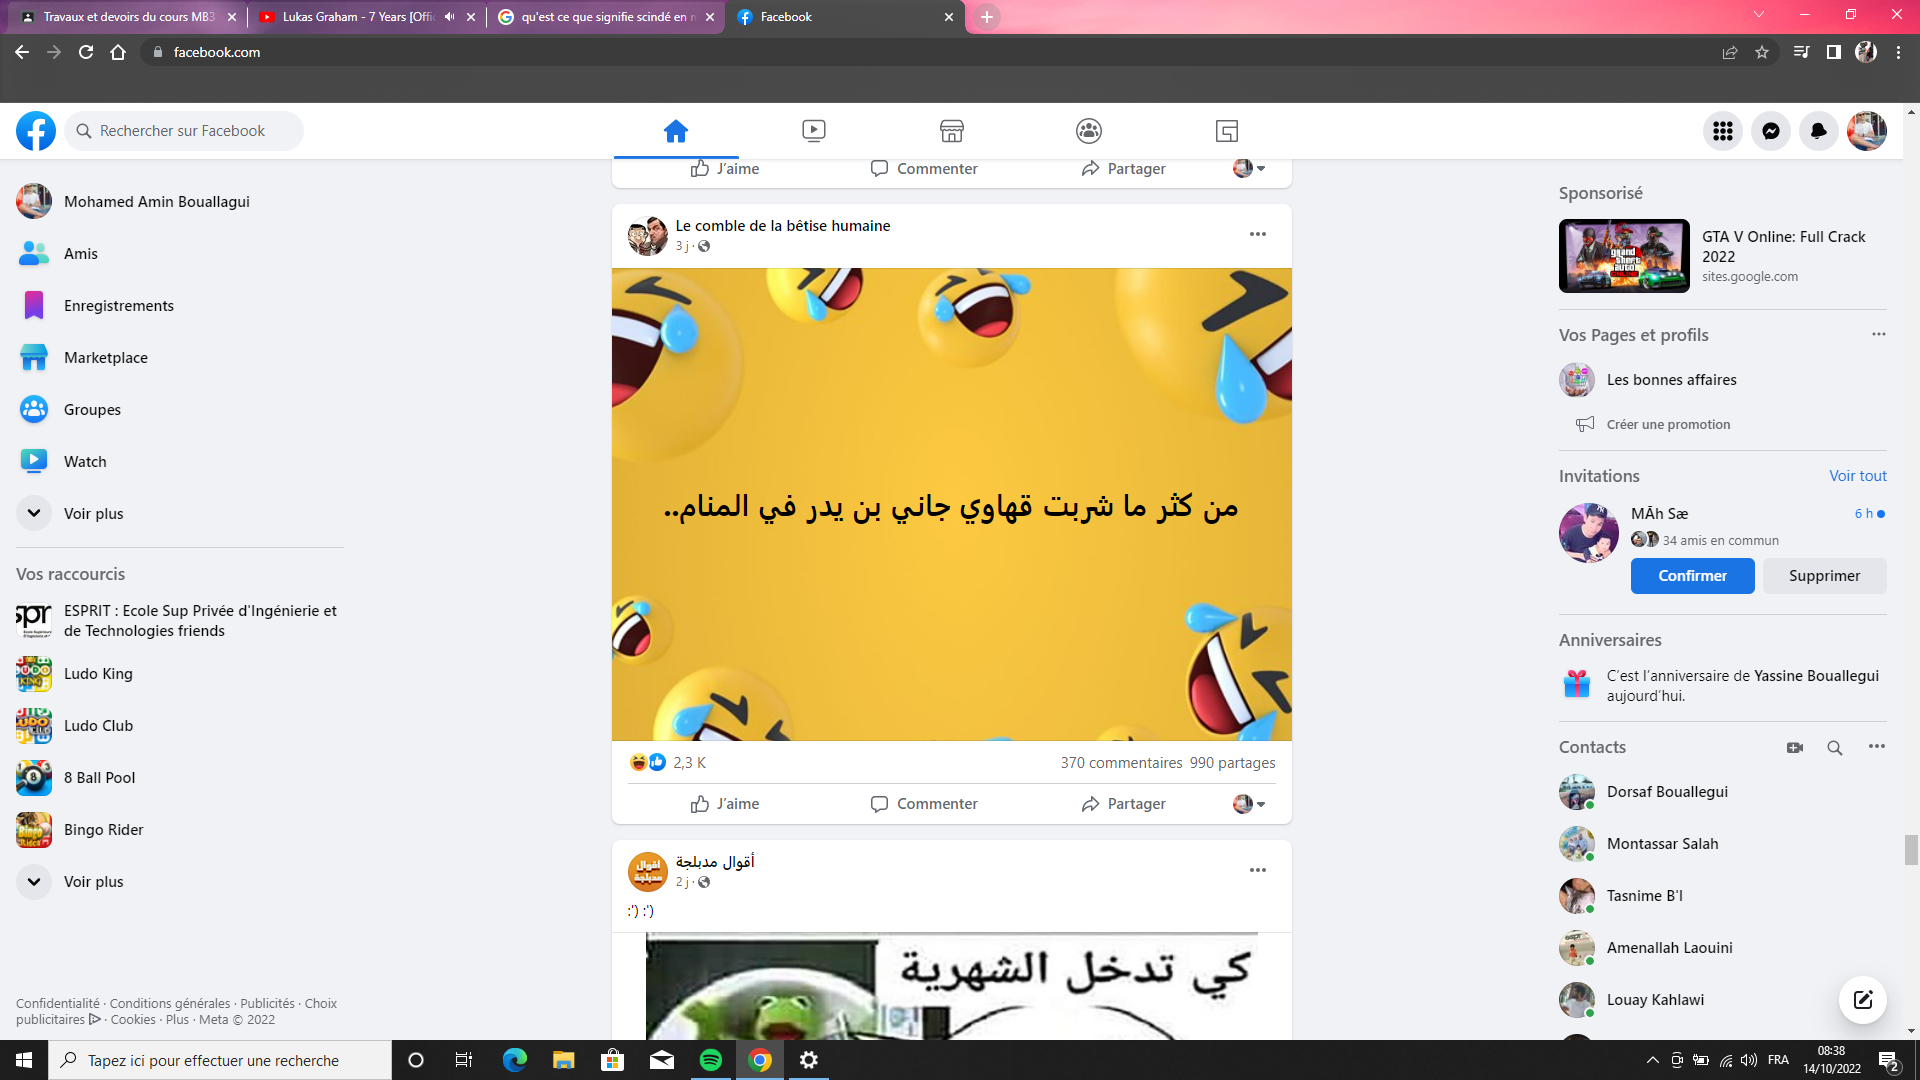 Travaux et devoirs du cours MB3
Lukas Graham - 7 Years [Offic
qu'est ce que signifie scindé en m
Facebook
facebook.com
Rechercher sur Facebook
Mohamed Amin Bouallagui
Amis
Enregistrements
Marketplace
Groupes
Watch
Voir plus
Vos raccourcis
ESPRIT : Ecole Sup Privée d'Ingénierie et
de Technologies friends
Ludo King
Ludo Club
8 Ball Pool
Bingo Rider
Voir plus
Confidentialité · Conditions générales · Publicités · Choix
publicitaires · Cookies · Plus · Meta © 2022
J'aime
Commenter
Partager
Le comble de la bêtise humaine
3 j ·
من كثر ما شربت قهاوي جاني بن يدر في المنام..
2,3 K
370 commentaires 990 partages
J'aime
Commenter
Partager
أقوال مدبلجة
أقوال مدبلجة
2 j ·
:') :')
كي تدخل الشهرية
Sponsorisé
grand theft auto
GTA V Online: Full Crack
2022
sites.google.com
Vos Pages et profils
Les bonnes affaires
Créer une promotion
Invitations
Voir tout
MÄh Sæ
6 h
34 amis en commun
Confirmer
Supprimer
Anniversaires
C'est l'anniversaire de Yassine Bouallegui
aujourd'hui.
Contacts
Dorsaf Bouallegui
Montassar Salah
Tasnime B'l
Amenallah Laouini
Louay Kahlawi
Tapez ici pour effectuer une recherche
FRA
08:38
14/10/2022
2